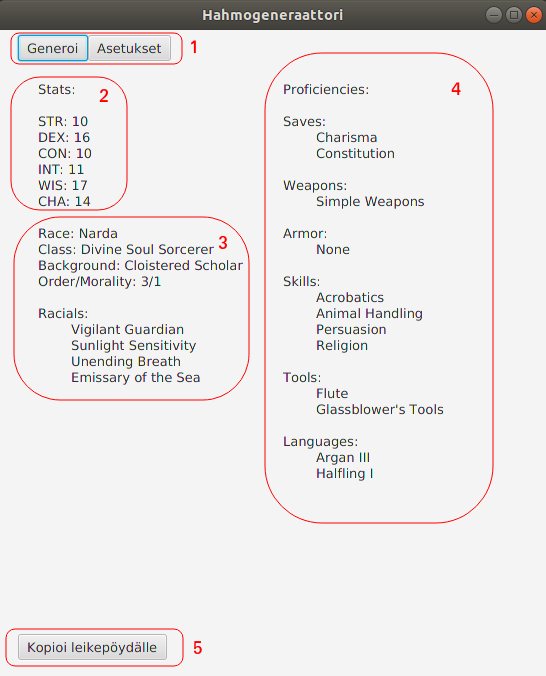 Hahmogeneraattori
Generoi Asetukset 1
Stats: 2
STR: 10
DEX: 16
CON: 10
INT: 11
WIS: 17
CHA: 14
Race: Narda
Class: Divine Soul Sorcerer 3
Background: Cloistered Scholar
Order/Morality: 3/1
Racials:
Vigilant Guardian
Sunlight Sensitivity
Unending Breath
Emissary of the Sea
Proficiencies: 4
Saves:
Charisma
Constitution
Weapons:
Simple Weapons
Armor:
None
Skills:
Acrobatics
Animal Handling
Persuasion
Religion
Tools:
Flute
Glassblower's Tools
Languages:
Argan III
Halfling I
Kopioi leikepöydälle 5